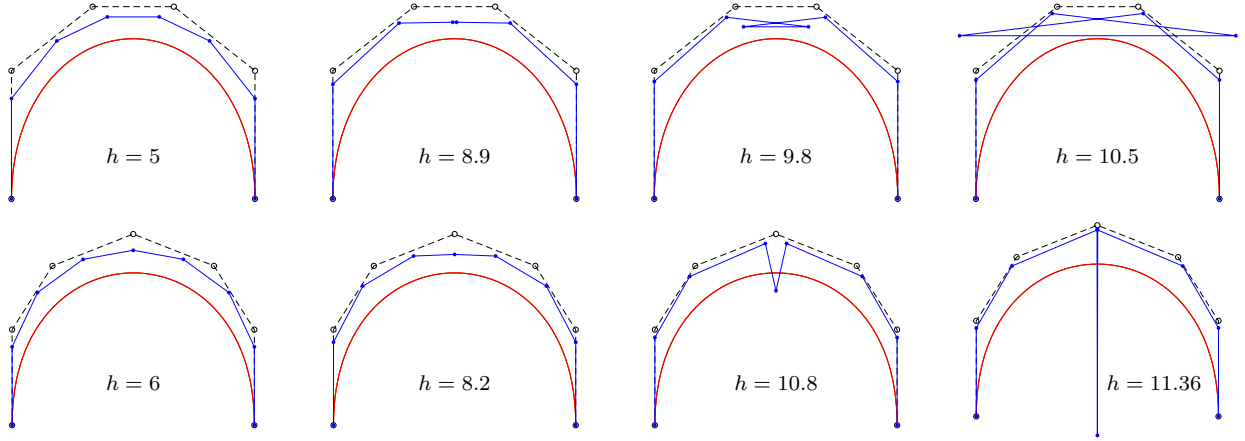 h = 5
h = 8.9
h = 9.8
h = 10.5
h = 6
h = 8.2
h = 10.8
h = 11.36